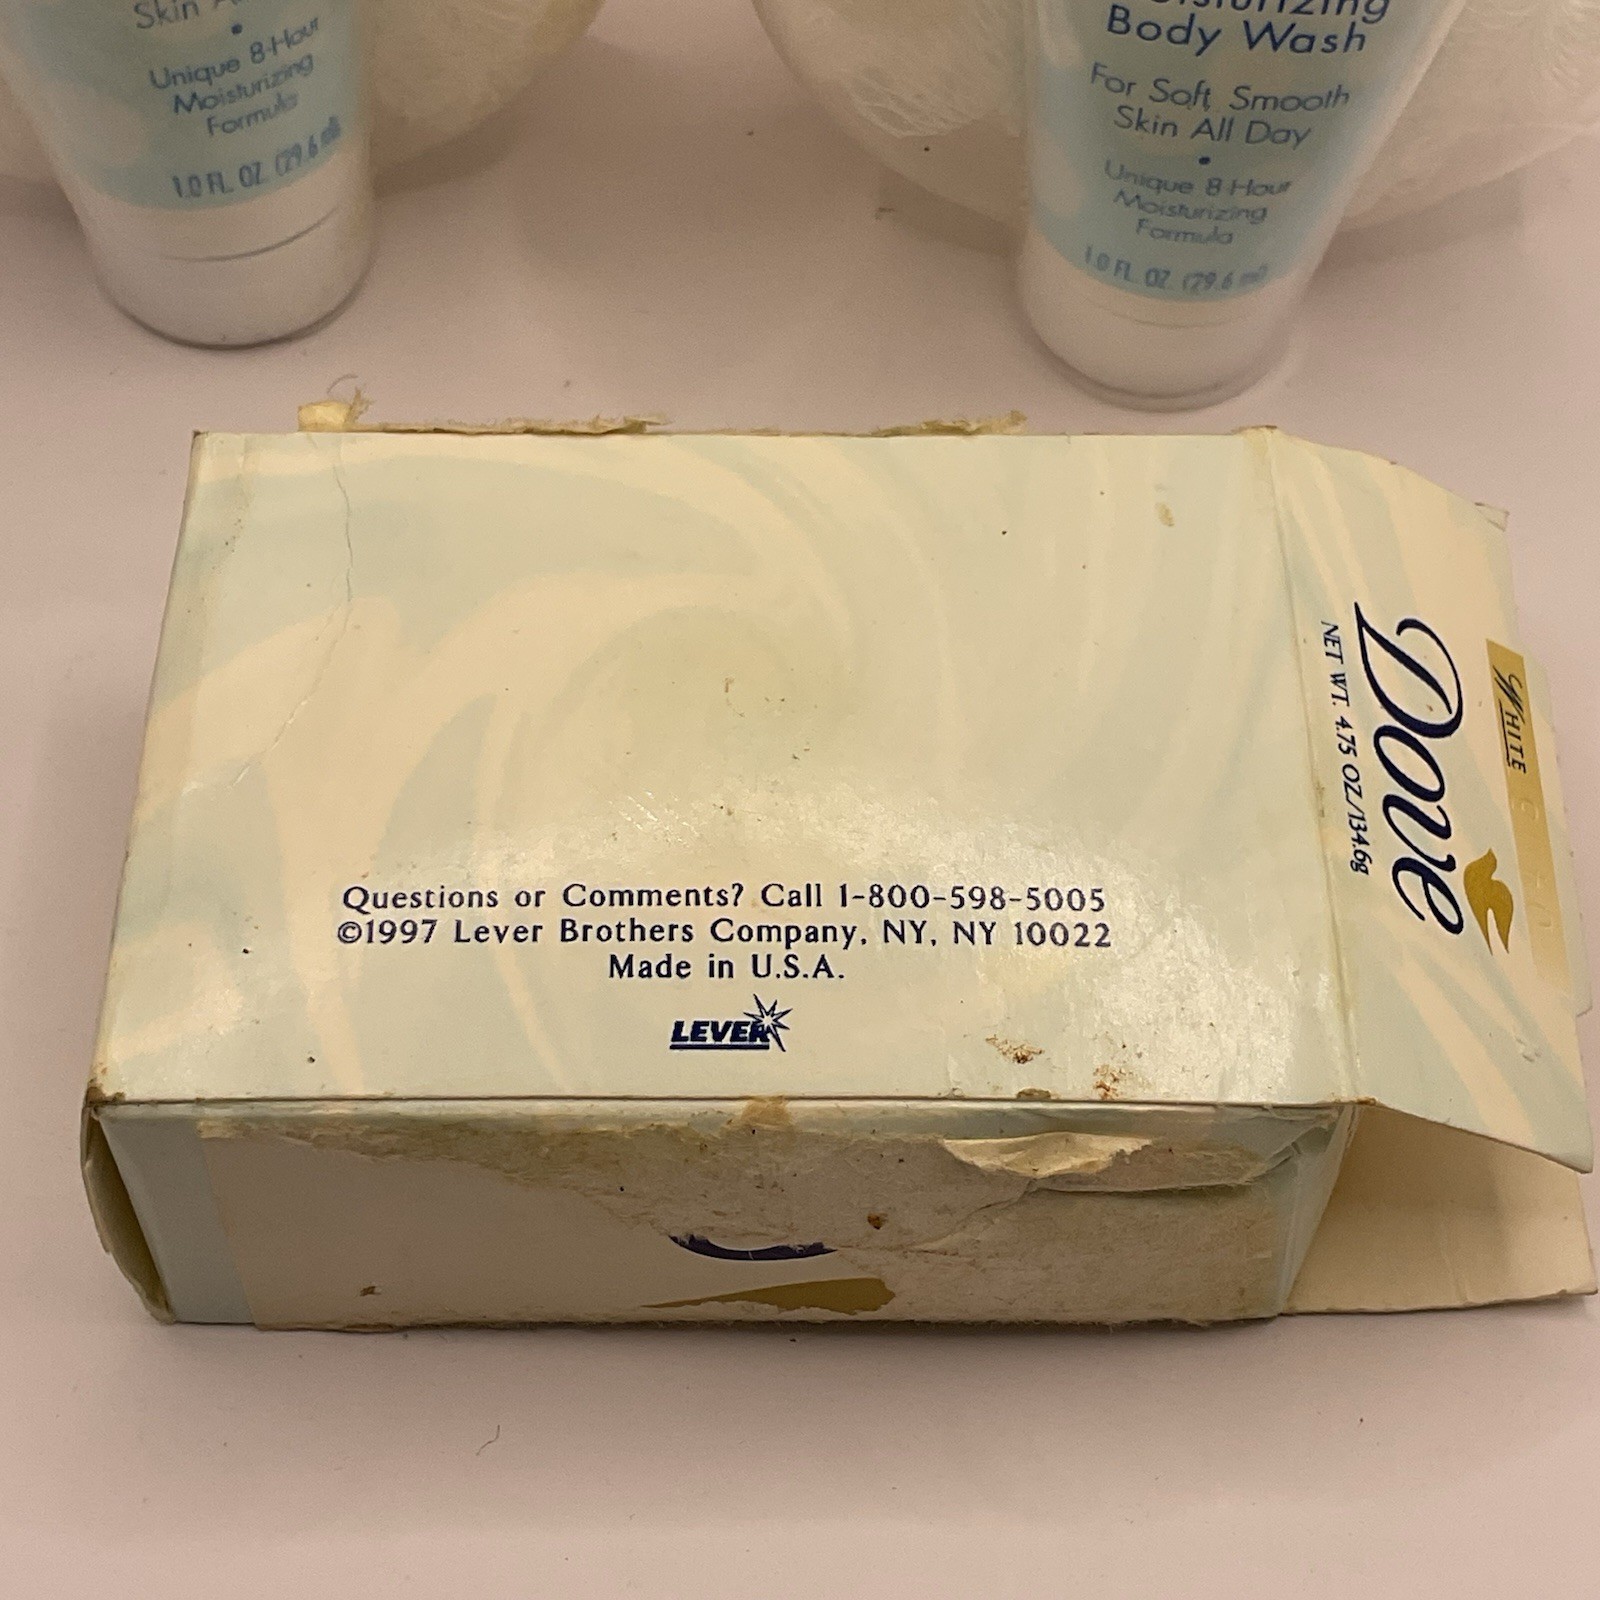 Skin A
•
Unique 8-Hour
Moisturizing
Formula
1.0 FL. OZ. (29.6 ml)
oisturizing
Body Wash
For Soft, Smooth
Skin All Day
•
Unique 8-Hour
Moisturizing
Formula
1.0 FL. OZ. (29.6 ml)
WHITE
Dove
NET WT. 4.75 OZ/134.6g
Questions or Comments? Call 1-800-598-5005
©1997 Lever Brothers Company, NY, NY 10022
Made in U.S.A.
LEVER